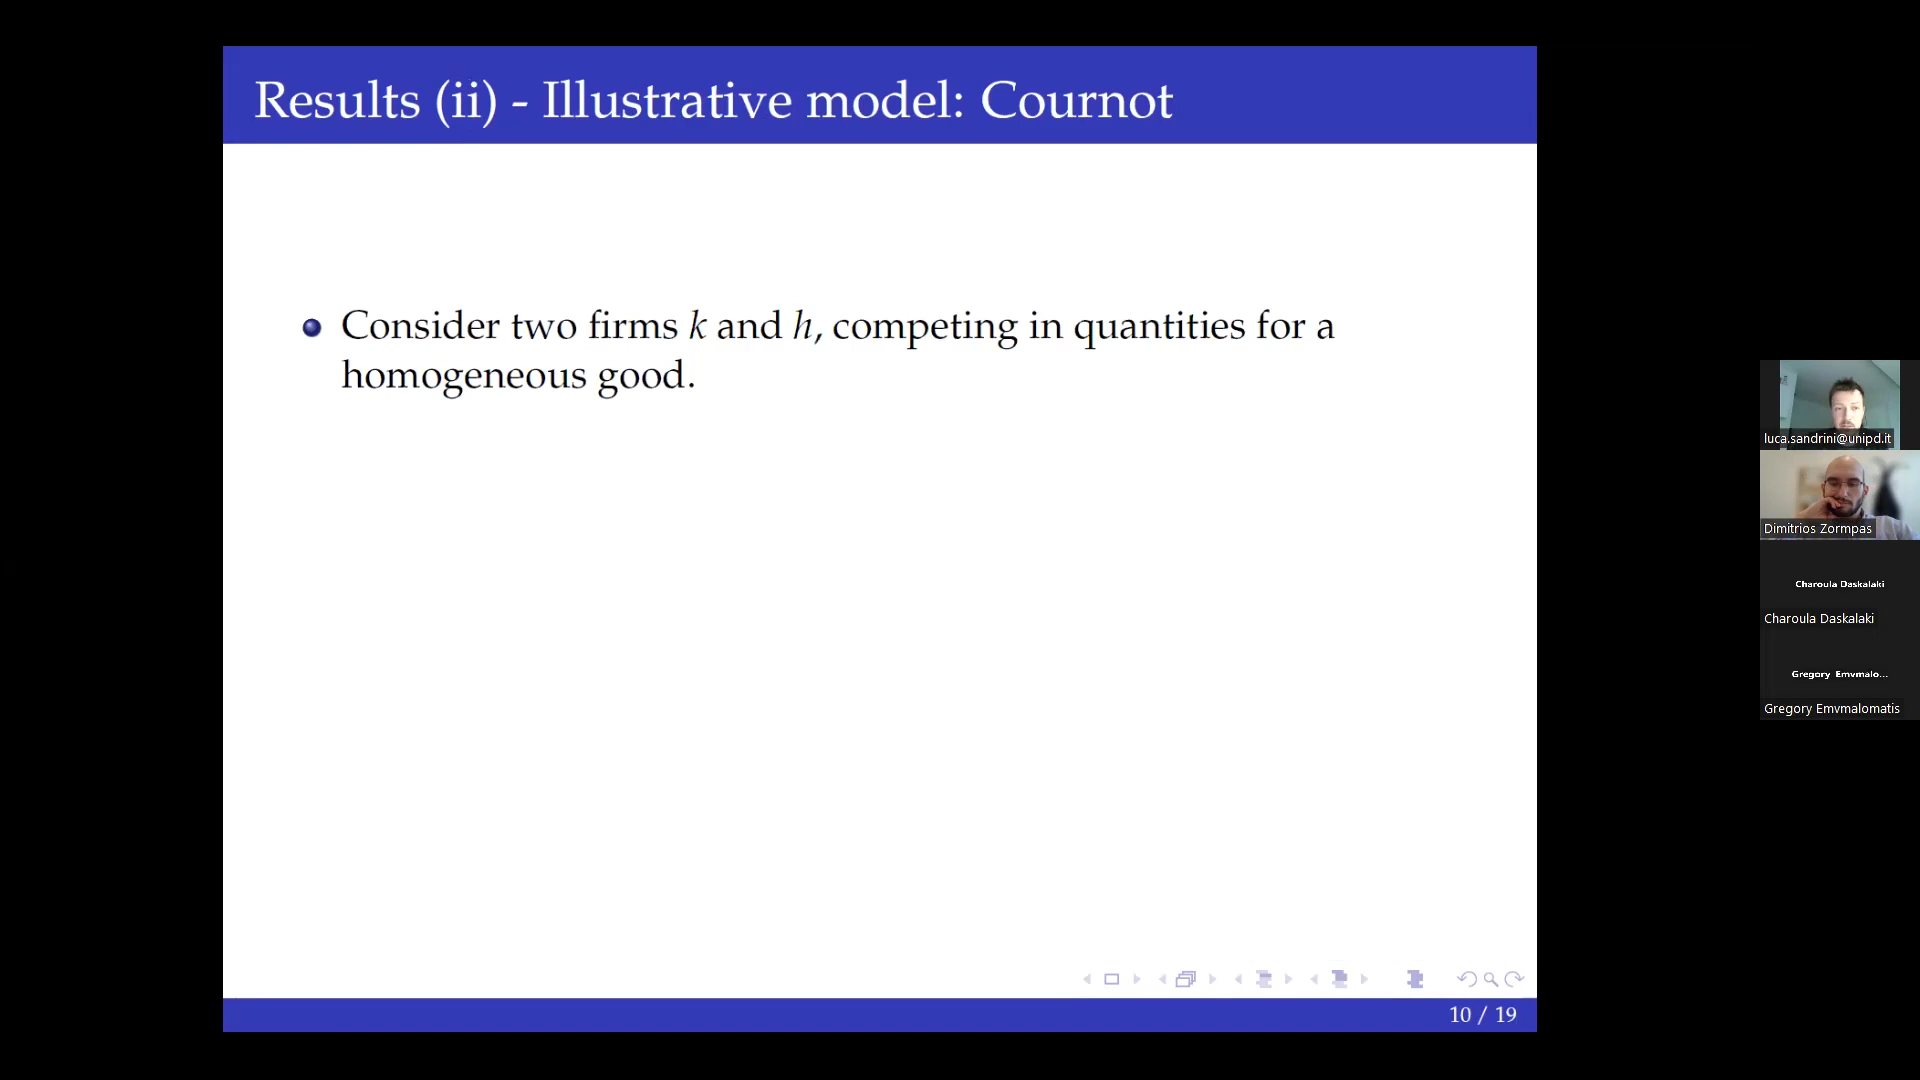 Results (ii) - Illustrative model: Cournot
Consider two firms k and h, competing in quantities for a
homogeneous good.
10 / 19
luca.sandrini@unipd.it
Dimitrios Zormpas
Charoula Daskalaki
Charoula Daskalaki
Gregory Emvmalo...
Gregory Emvmalomatis